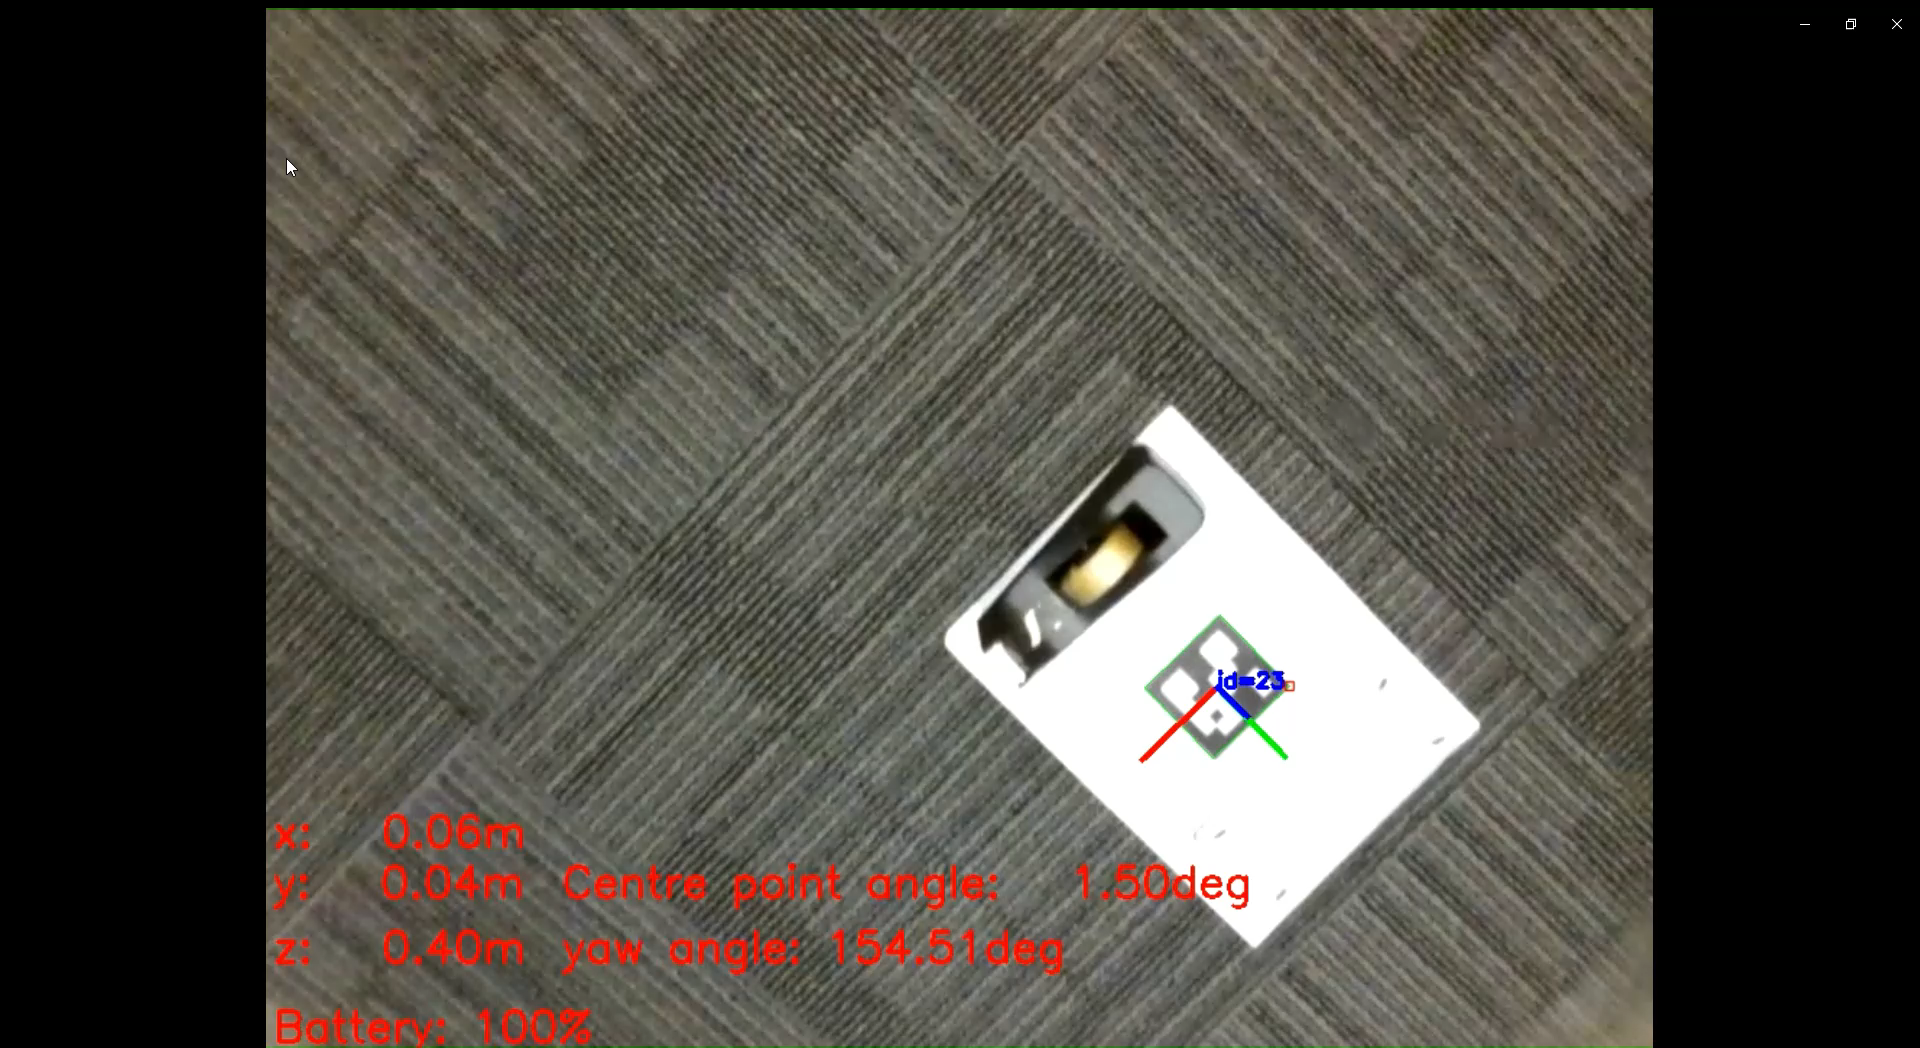 id=23
x: 0.06m
y: 0.04m Centre point angle: 1.50deg
z: 0.40m yaw angle: 154.51deg
Battery: 100%